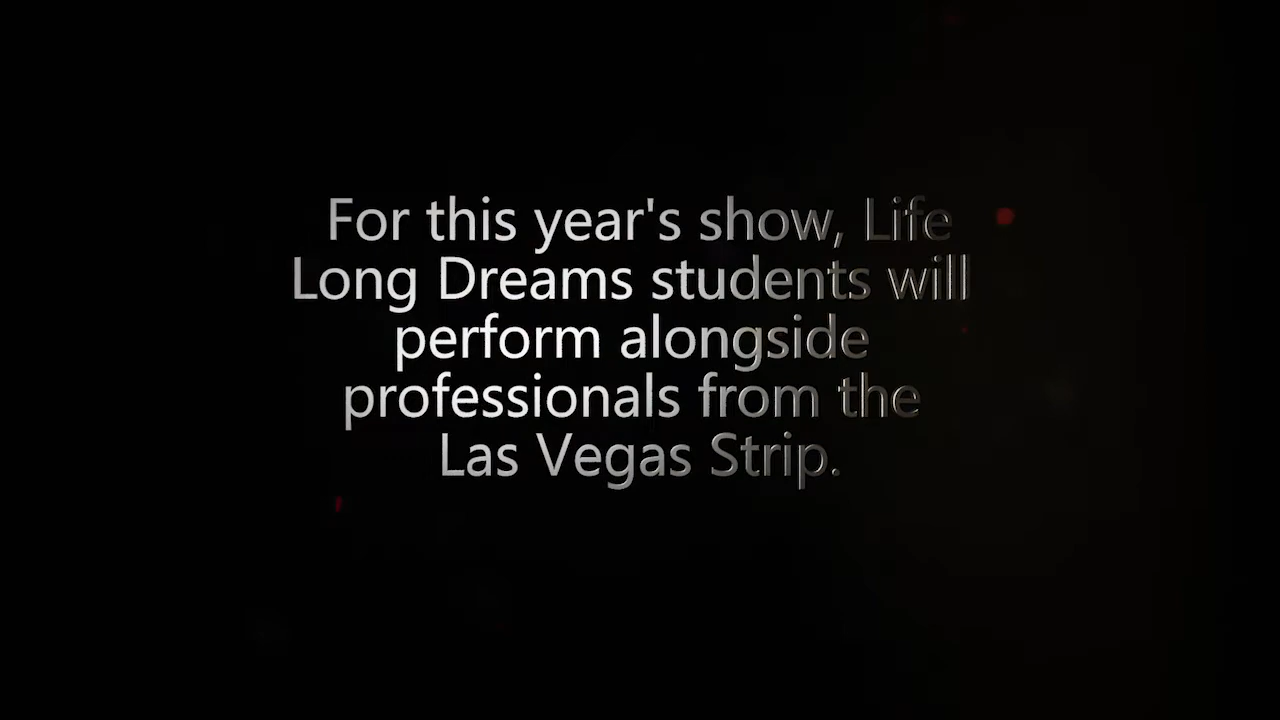 For this year's show, Life
Long Dreams students will
perform alongside
professionals from the
Las Vegas Strip.